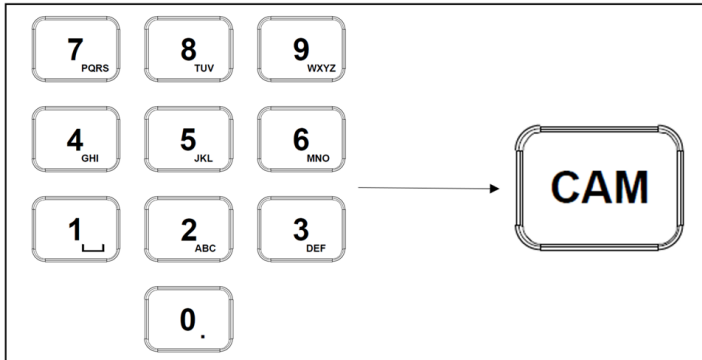 7 PQRS 8 TUV 9 WXYZ
4 GHI 5 JKL 6 MNO
CAM
1 2 ABC 3 DEF
0 .